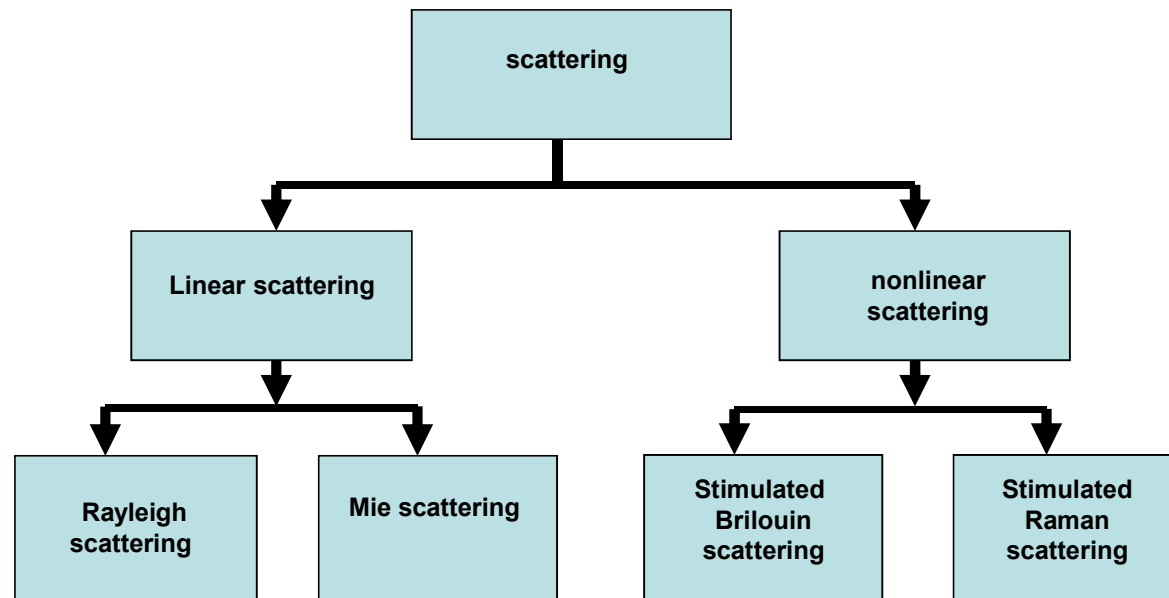 scattering
Linear scattering
nonlinear
scattering
Rayleigh
scattering
Mie scattering
Stimulated
Brilouin
scattering
Stimulated
Raman
scattering